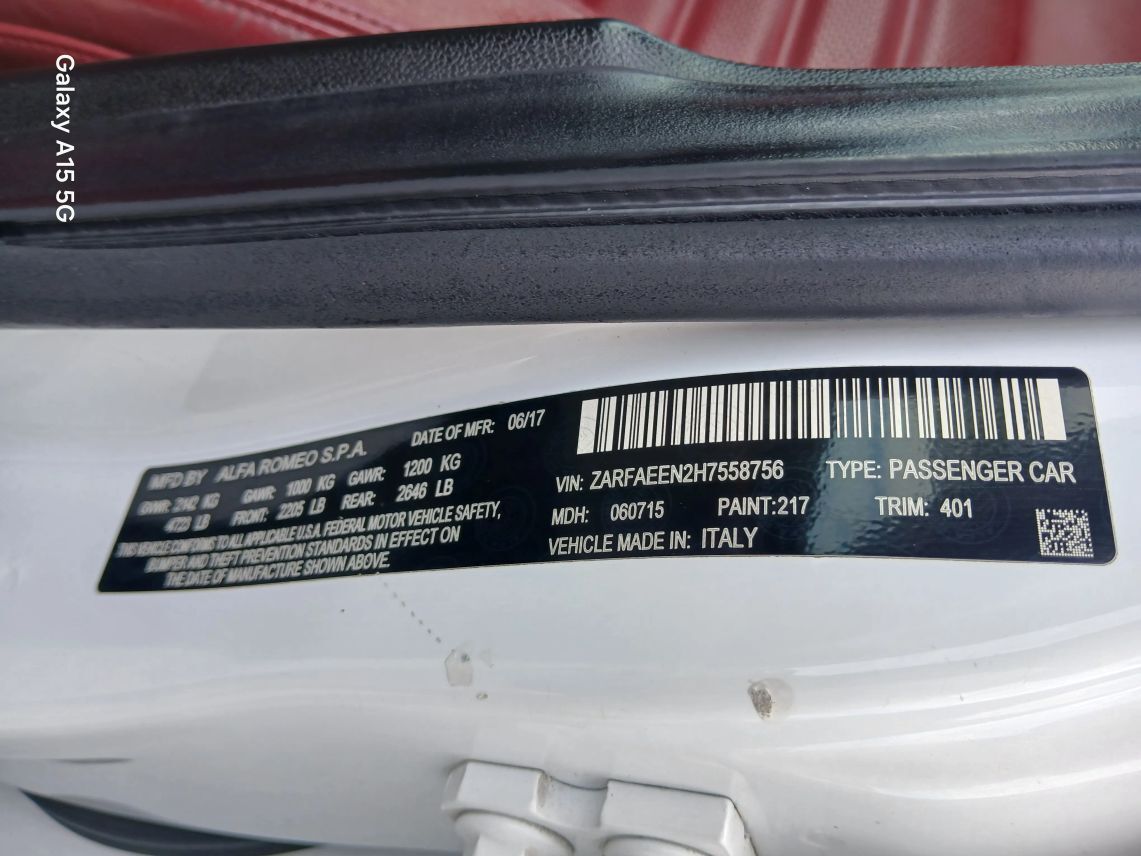 Galaxy A15 5G
MFD BY ALFA ROMEO S.P.A. DATE OF MFR: 06/17
GVWR: 2142 KG GAWR: 1000 KG GAWR: 1200 KG
4723 LB FRONT: 2205 LB REAR: 2646 LB
THIS VEHICLE CONFORMS TO ALL APPLICABLE U.S.A. FEDERAL MOTOR VEHICLE SAFETY,
BUMPER AND THEFT PREVENTION STANDARDS IN EFFECT ON
THE DATE OF MANUFACTURE SHOWN ABOVE.
VIN: ZARFAEEN2H7558756 TYPE: PASSENGER CAR
MDH: 060715 PAINT:217 TRIM: 401
VEHICLE MADE IN: ITALY